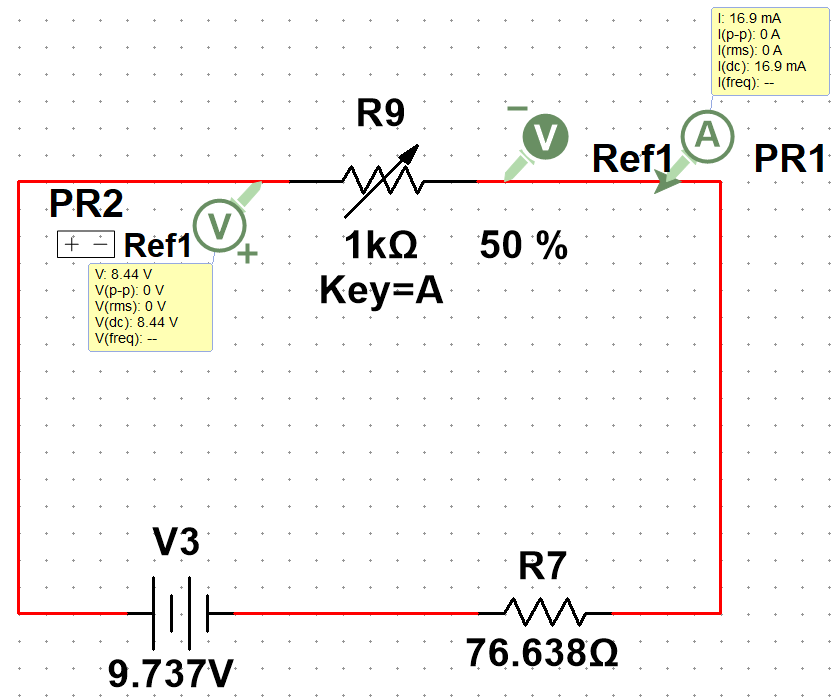 I: 16.9 mA
I(p-p): 0 A
I(rms): 0 A
I(dc): 16.9 mA
I(freq): --
R9
V
A
Ref1
PR1
PR2
V
+ −
Ref1
1kΩ
50 %
Key=A
V: 8.44 V
V(p-p): 0 V
V(rms): 0 V
V(dc): 8.44 V
V(freq): --
V3
R7
9.737V
76.638Ω